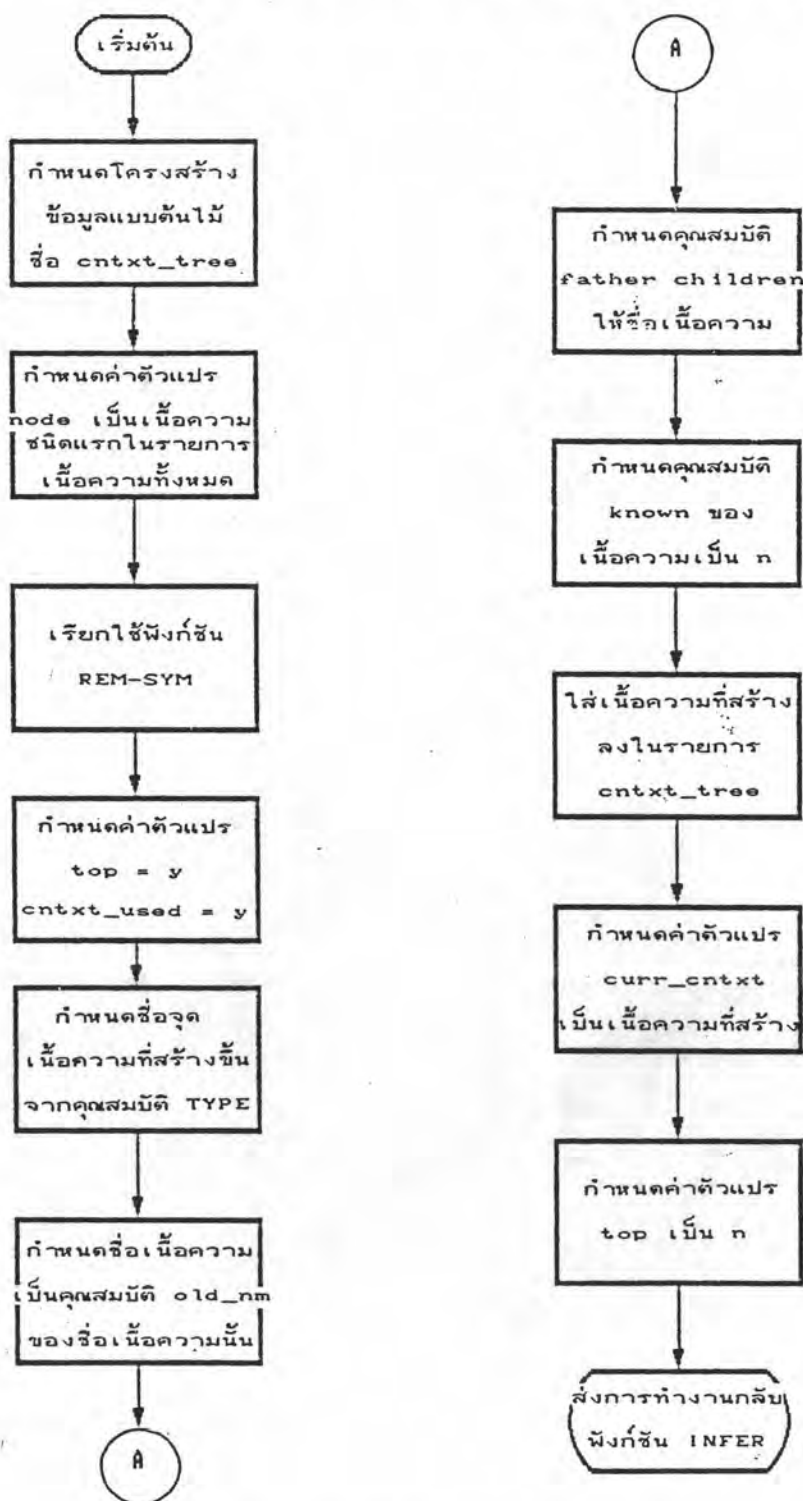 เริ่มต้น
กำหนดโครงสร้าง
ข้อมูลแบบต้นไม้
ชื่อ cntxt_tree
กำหนดค่าตัวแปร
node เป็นเนื้อความ
ชนิดแรกในรายการ
เนื้อความทั้งหมด
เรียกใช้ฟังก์ชัน
REM-SYM
กำหนดค่าตัวแปร
top = y
cntxt_used = y
กำหนดชื่อจุด
เนื้อความที่สร้างขึ้น
จากคุณสมบัติ TYPE
กำหนดชื่อเนื้อความ
เป็นคุณสมบัติ old_nm
ของชื่อเนื้อความนั้น
A
A
กำหนดคุณสมบัติ
father children
ให้ชื่อเนื้อความ
กำหนดคุณสมบัติ
known ของ
เนื้อความเป็น n
ใส่เนื้อความที่สร้าง
ลงในรายการ
cntxt_tree
กำหนดค่าตัวแปร
curr_cntxt
เป็นเนื้อความที่สร้าง
กำหนดค่าตัวแปร
top เป็น n
ส่งการทำงานกลับ
ฟังก์ชัน INFER